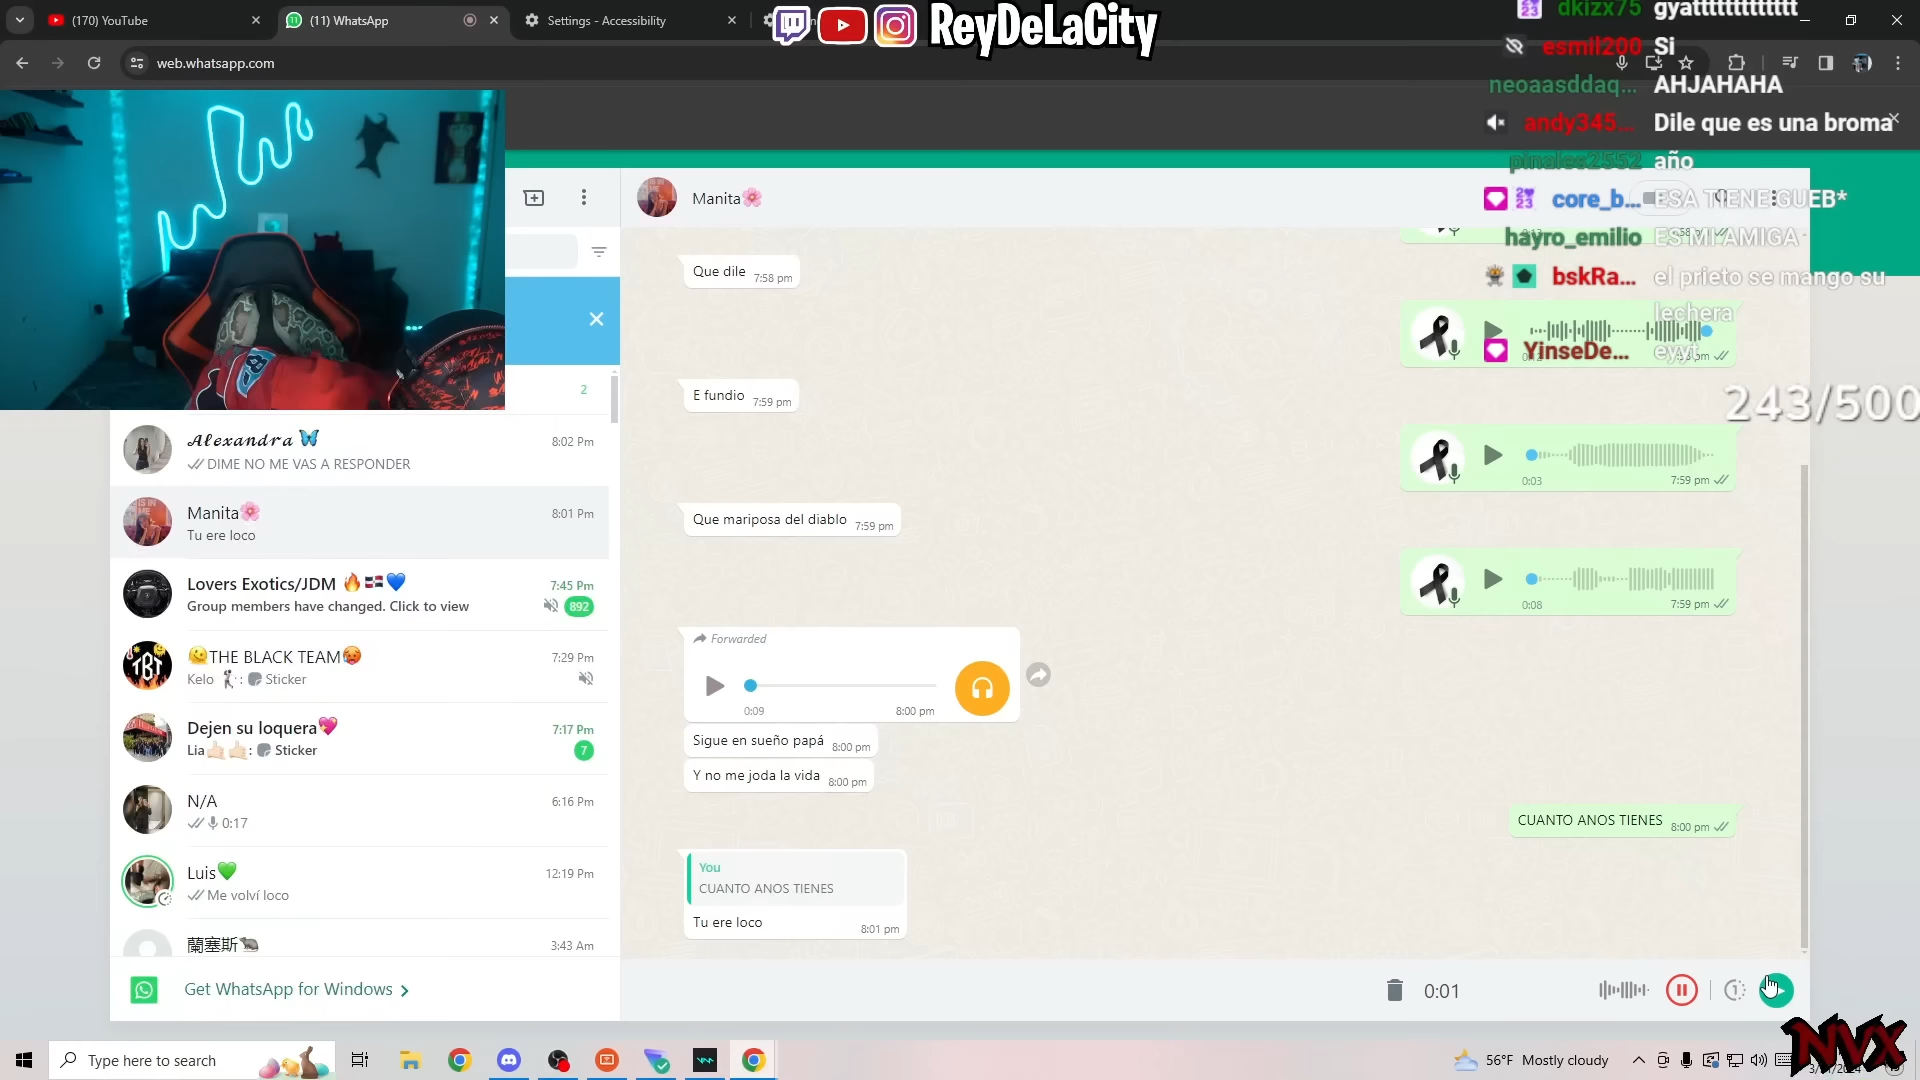 (170) YouTube
(11) WhatsApp
Settings - Accessibility
ReyDeLaCity
dkizx75 gyattttttttttttt
esmil200 Si
neoaasddaq... AHJAHAHA
andy345... Dile que es una broma
pinales2552 año
core_b... ESA TIENE GUEB*
hayro_emilio ES MI AMIGA
bskRa... el prieto se mango su lechera
YinseDe... eyyt
243/500
web.whatsapp.com
Manita🌸
Que dile 7:58 pm
E fundio 7:59 pm
0:03 7:59 pm
Que mariposa del diablo 7:59 pm
0:08 7:59 pm
Forwarded
0:09 8:00 pm
Sigue en sueño papá 8:00 pm
Y no me joda la vida 8:00 pm
CUANTO ANOS TIENES 8:00 pm
You
CUANTO ANOS TIENES
Tu ere loco 8:01 pm
0:01
2
𝓐𝓵𝓮𝔁𝓪𝓷𝓭𝓻𝓪🦋 8:02 Pm
DIME NO ME VAS A RESPONDER
Manita🌸 8:01 Pm
Tu ere loco
Lovers Exotics/JDM 🔥🇩🇴💙 7:45 Pm
Group members have changed. Click to view 892
🫠THE BLACK TEAM🥵 7:29 Pm
Kelo : Sticker
Dejen su loquera💖 7:17 Pm
Lia🤙🏻🤙🏻: Sticker 7
N/A 6:16 Pm
0:17
Luis💚 12:19 Pm
Me volví loco
蘭塞斯🐀 3:43 Am
Get WhatsApp for Windows
Type here to search
56°F Mostly cloudy
NVX